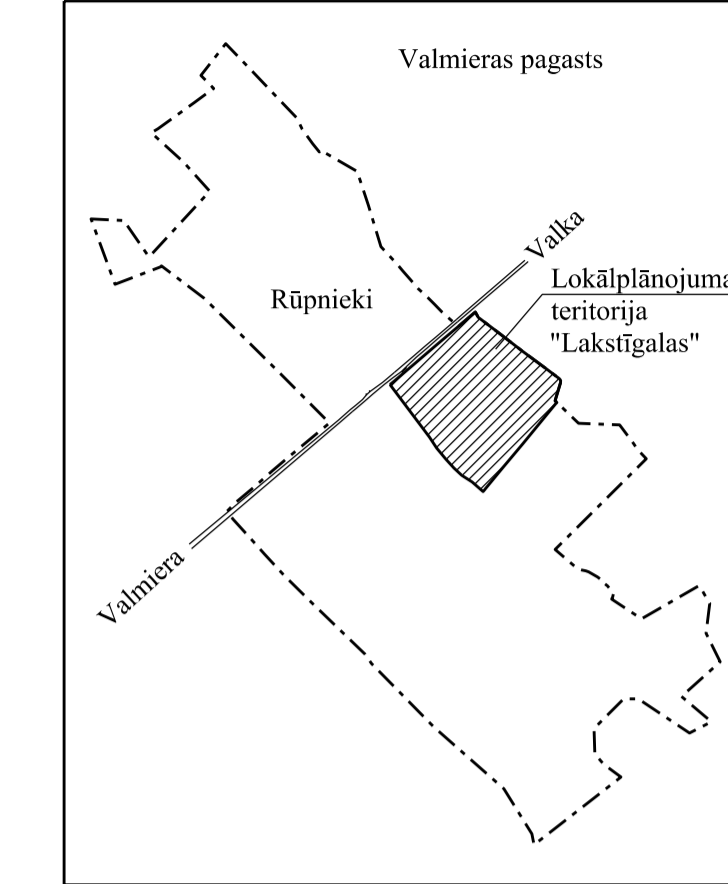 Valmieras pagasts
Valka
Lokālplānojuma
teritorija
"Lakstīgalas"
Rūpnieki
Valmiera